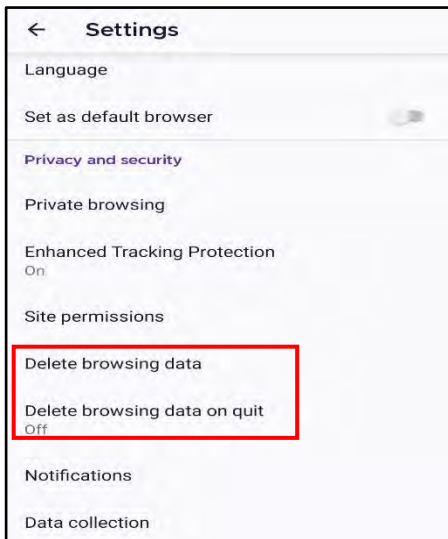 ← Settings
Language
Set as default browser
Privacy and security
Private browsing
Enhanced Tracking Protection
On
Site permissions
Delete browsing data
Delete browsing data on quit
Off
Notifications
Data collection